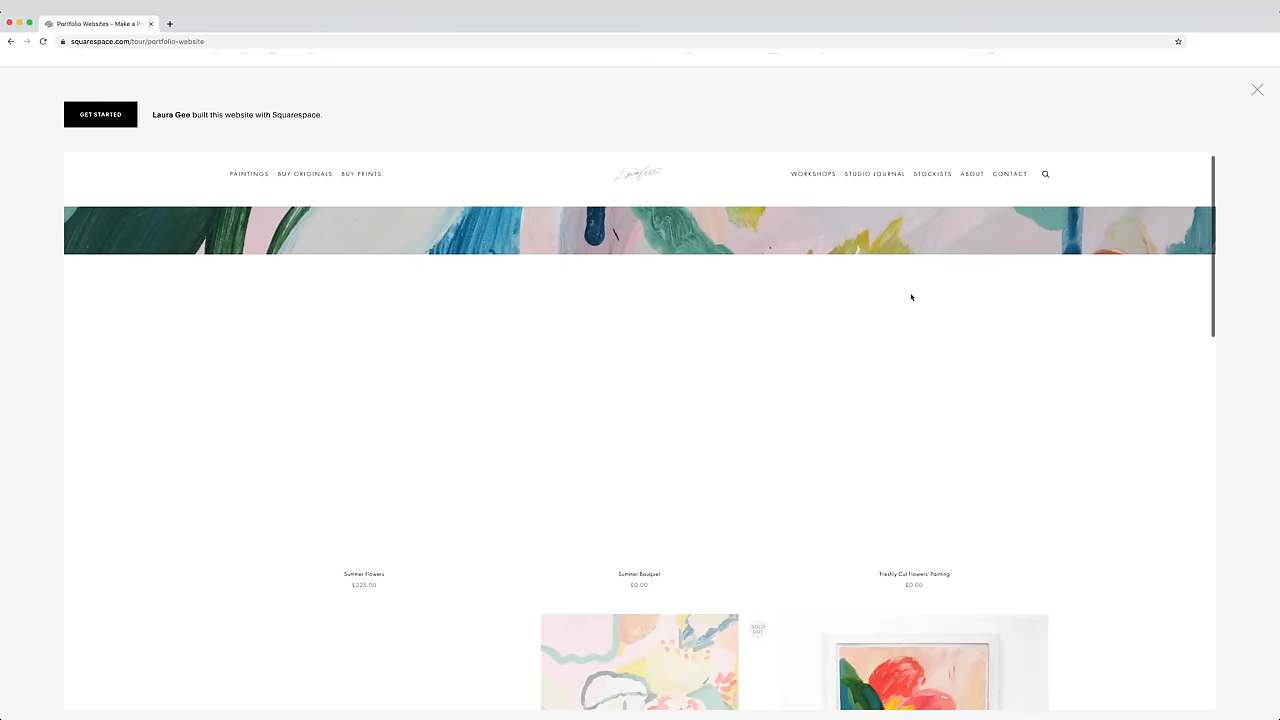 Portfolio Websites - Make a P
squarespace.com/tour/portfolio-website
GET STARTED
Laura Gee built this website with Squarespace.
PAINTINGS BUY ORIGINALS BUY PRINTS
Laura Gee
WORKSHOPS STUDIO JOURNAL STOCKISTS ABOUT CONTACT
Summer Flowers
£225.00
Summer Bouquet
£0.00
'Freshly Cut Flowers' Painting
£0.00
SOLD
OUT